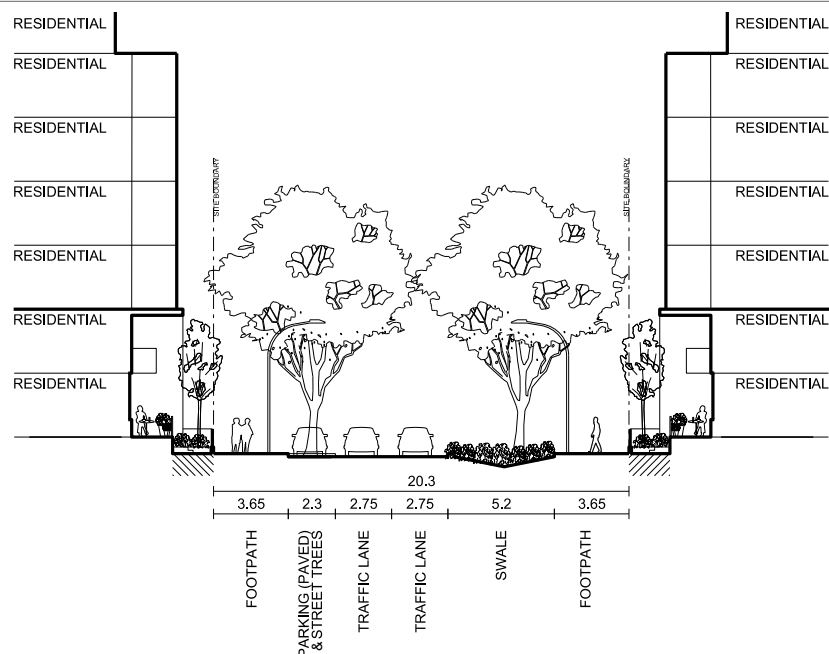 RESIDENTIAL RESIDENTIAL
RESIDENTIAL RESIDENTIAL
RESIDENTIAL RESIDENTIAL
RESIDENTIAL RESIDENTIAL
RESIDENTIAL RESIDENTIAL
RESIDENTIAL RESIDENTIAL
RESIDENTIAL RESIDENTIAL
SITE BOUNDARY
SITE BOUNDARY
20.3
3.65 2.3 2.75 2.75 5.2 3.65
FOOTPATH
PARKING (PAVED)
& STREET TREES
TRAFFIC LANE
TRAFFIC LANE
SWALE
FOOTPATH